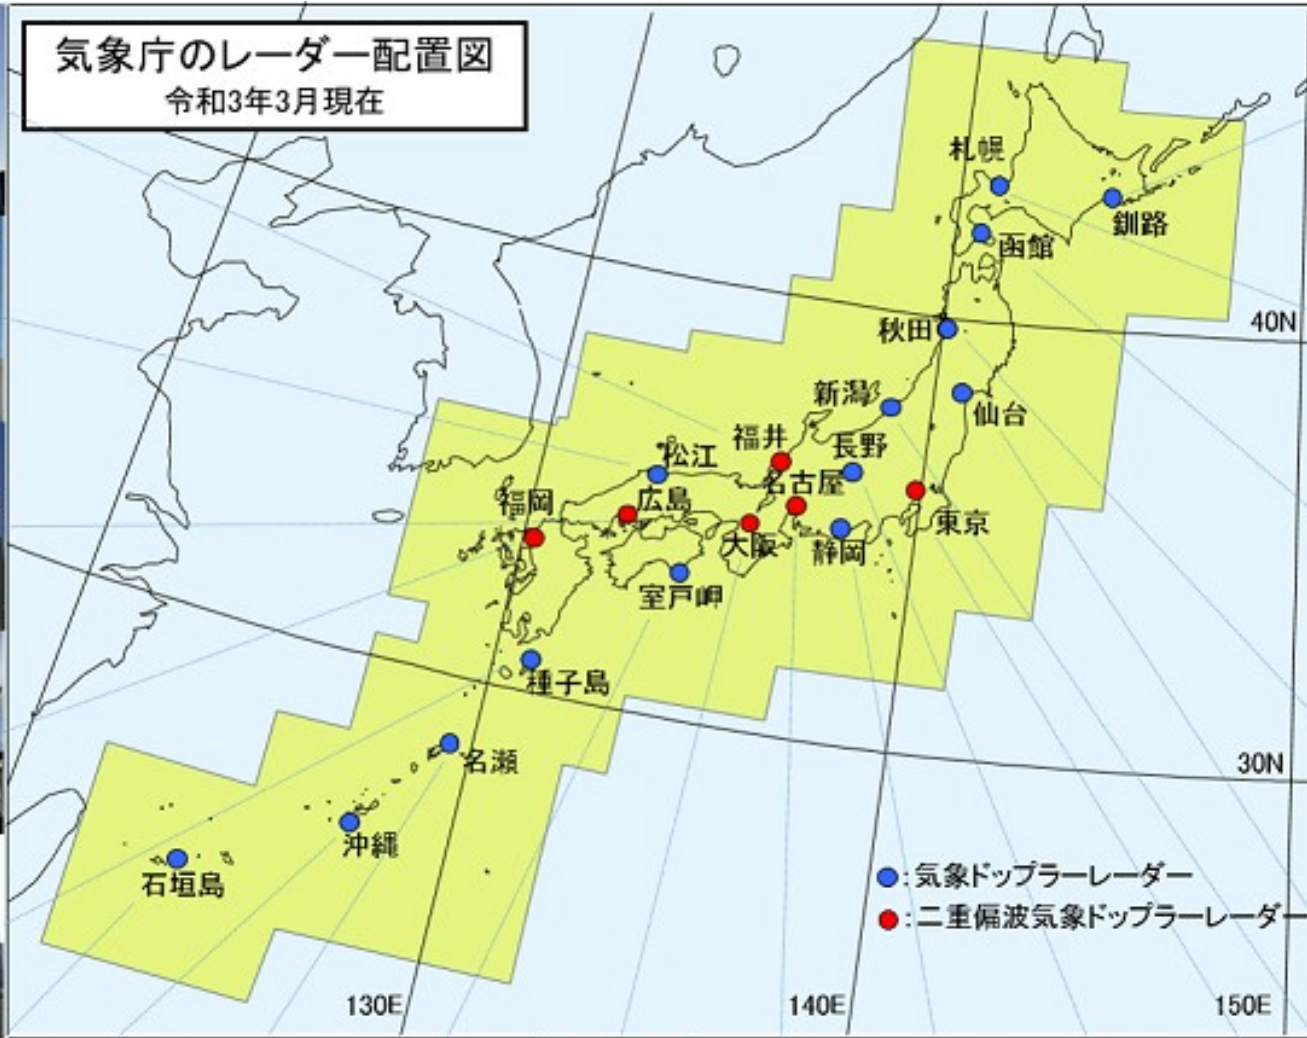 気象庁のレーダー配置図
令和3年3月現在
札幌
釧路
函館
40N
秋田
新潟
仙台
福井
長野
松江
名古屋
福岡
広島
東京
大阪
静岡
室戸岬
種子島
30N
名瀬
沖縄
石垣島
:気象ドップラーレーダー
:二重偏波気象ドップラーレーダー
130E
140E
150E